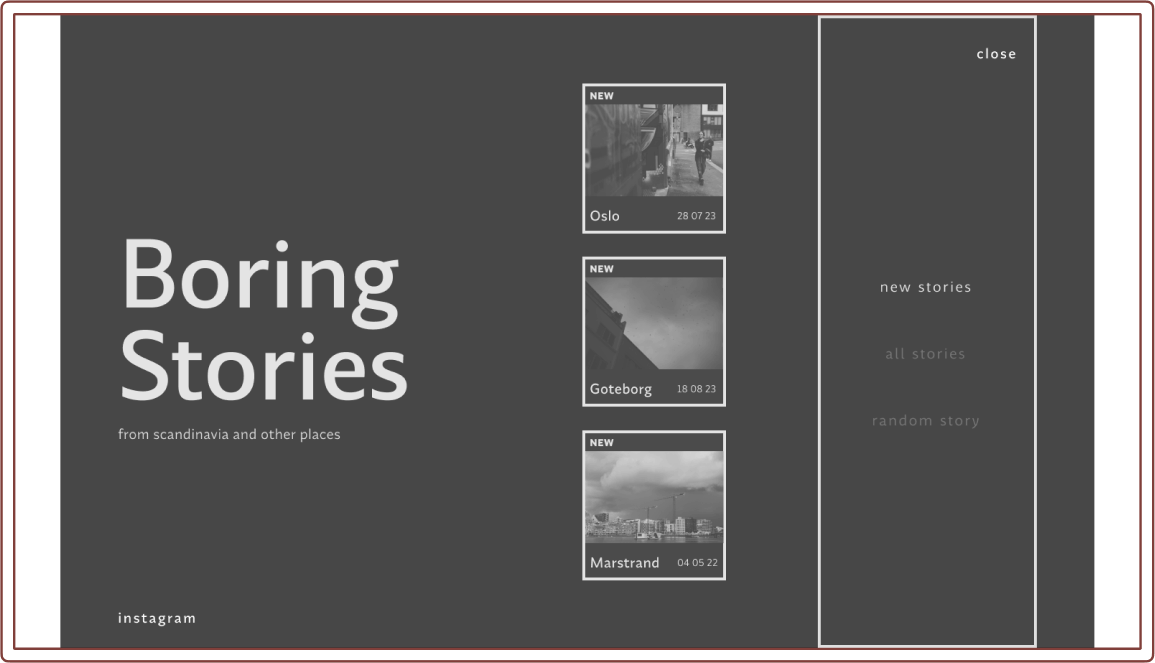 Boring
Stories
from scandinavia and other places
instagram
NEW
Oslo 28 07 23
NEW
Goteborg 18 08 23
NEW
Marstrand 04 05 22
close
new stories
all stories
random story